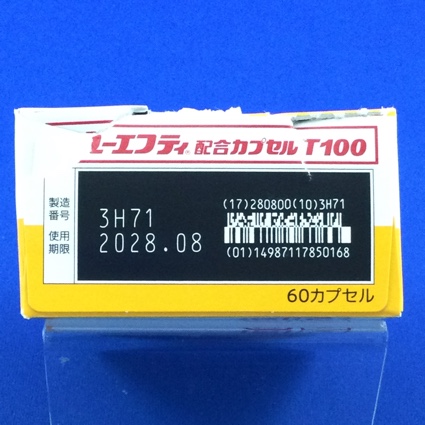 ーエフティ 配合カプセル T100
製造
番号
3H71
使用
期限
2028.08
(17)280800(10)3H71
(01)14987117850168
60カプセル